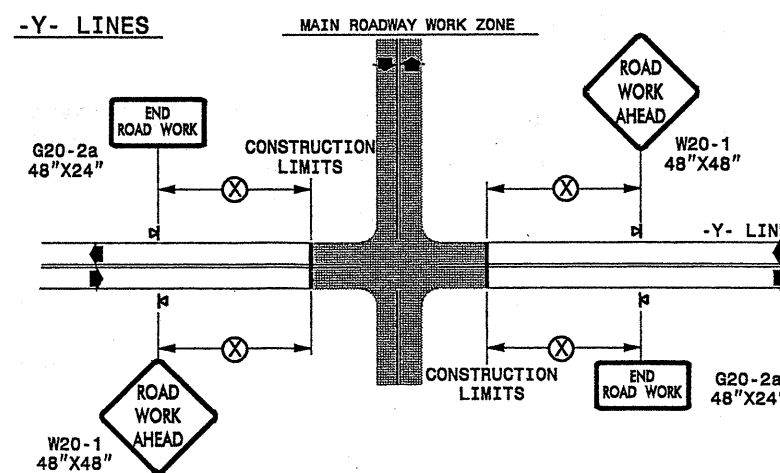 -Y- LINES
MAIN ROADWAY WORK ZONE
END
ROAD WORK
G20-2a
48"X24"
CONSTRUCTION
LIMITS
ROAD
WORK
AHEAD
W20-1
48"X48"
X
X
-Y- LIN
X
X
ROAD
WORK
AHEAD
W20-1
48"X48"
CONSTRUCTION
LIMITS
END
ROAD WORK
G20-2a
48"X24"